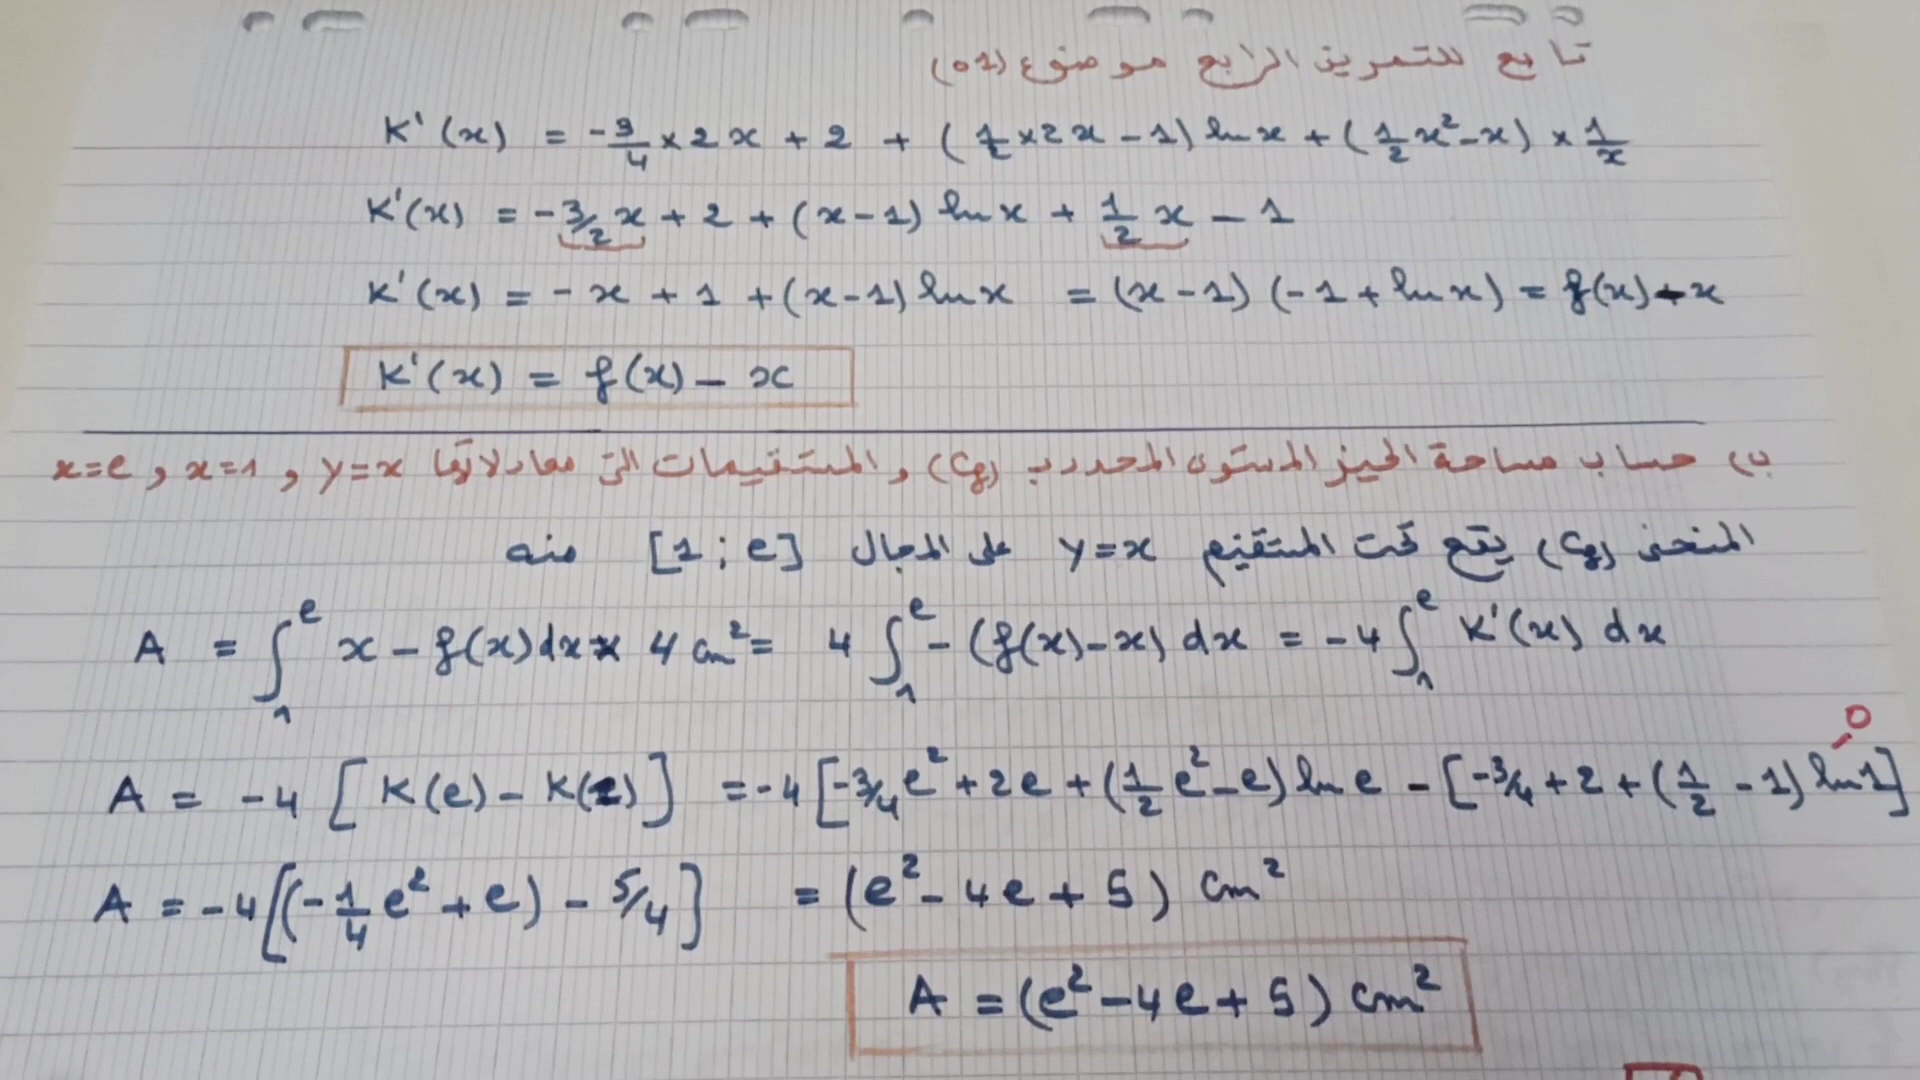 تابع للتمرين الرابع موضوع (01)
K'(x) = -3/4 × 2x + 2 + (1/2 × 2x - 1) ln x + (1/2 x² - x) × 1/x
K'(x) = -3/2 x + 2 + (x-1) ln x + 1/2 x - 1
K'(x) = -x + 1 + (x-1) ln x = (x-1)(-1 + ln x) = f(x) - x
K'(x) = f(x) - x
ب) حساب مساحة الحيز المستوي المحدد بـ (Cf) و المستقيمات التي معادلاتها y=x , x=1 , x=e
المنحنى (Cf) يقع تحت المستقيم y=x على المجال [1 ; e] منه
A = ∫₁ᵉ x - f(x) dx × 4 cm² = 4 ∫₁ᵉ - (f(x) - x) dx = -4 ∫₁ᵉ K'(x) dx
A = -4 [K(e) - K(1)] = -4 [-3/4 e² + 2e + (1/2 e² - e) ln e - [-3/4 + 2 + (1/2 - 1) ln 1] 0
A = -4 [(-1/4 e² + e) - 5/4] = (e² - 4e + 5) cm²
A = (e² - 4e + 5) cm²